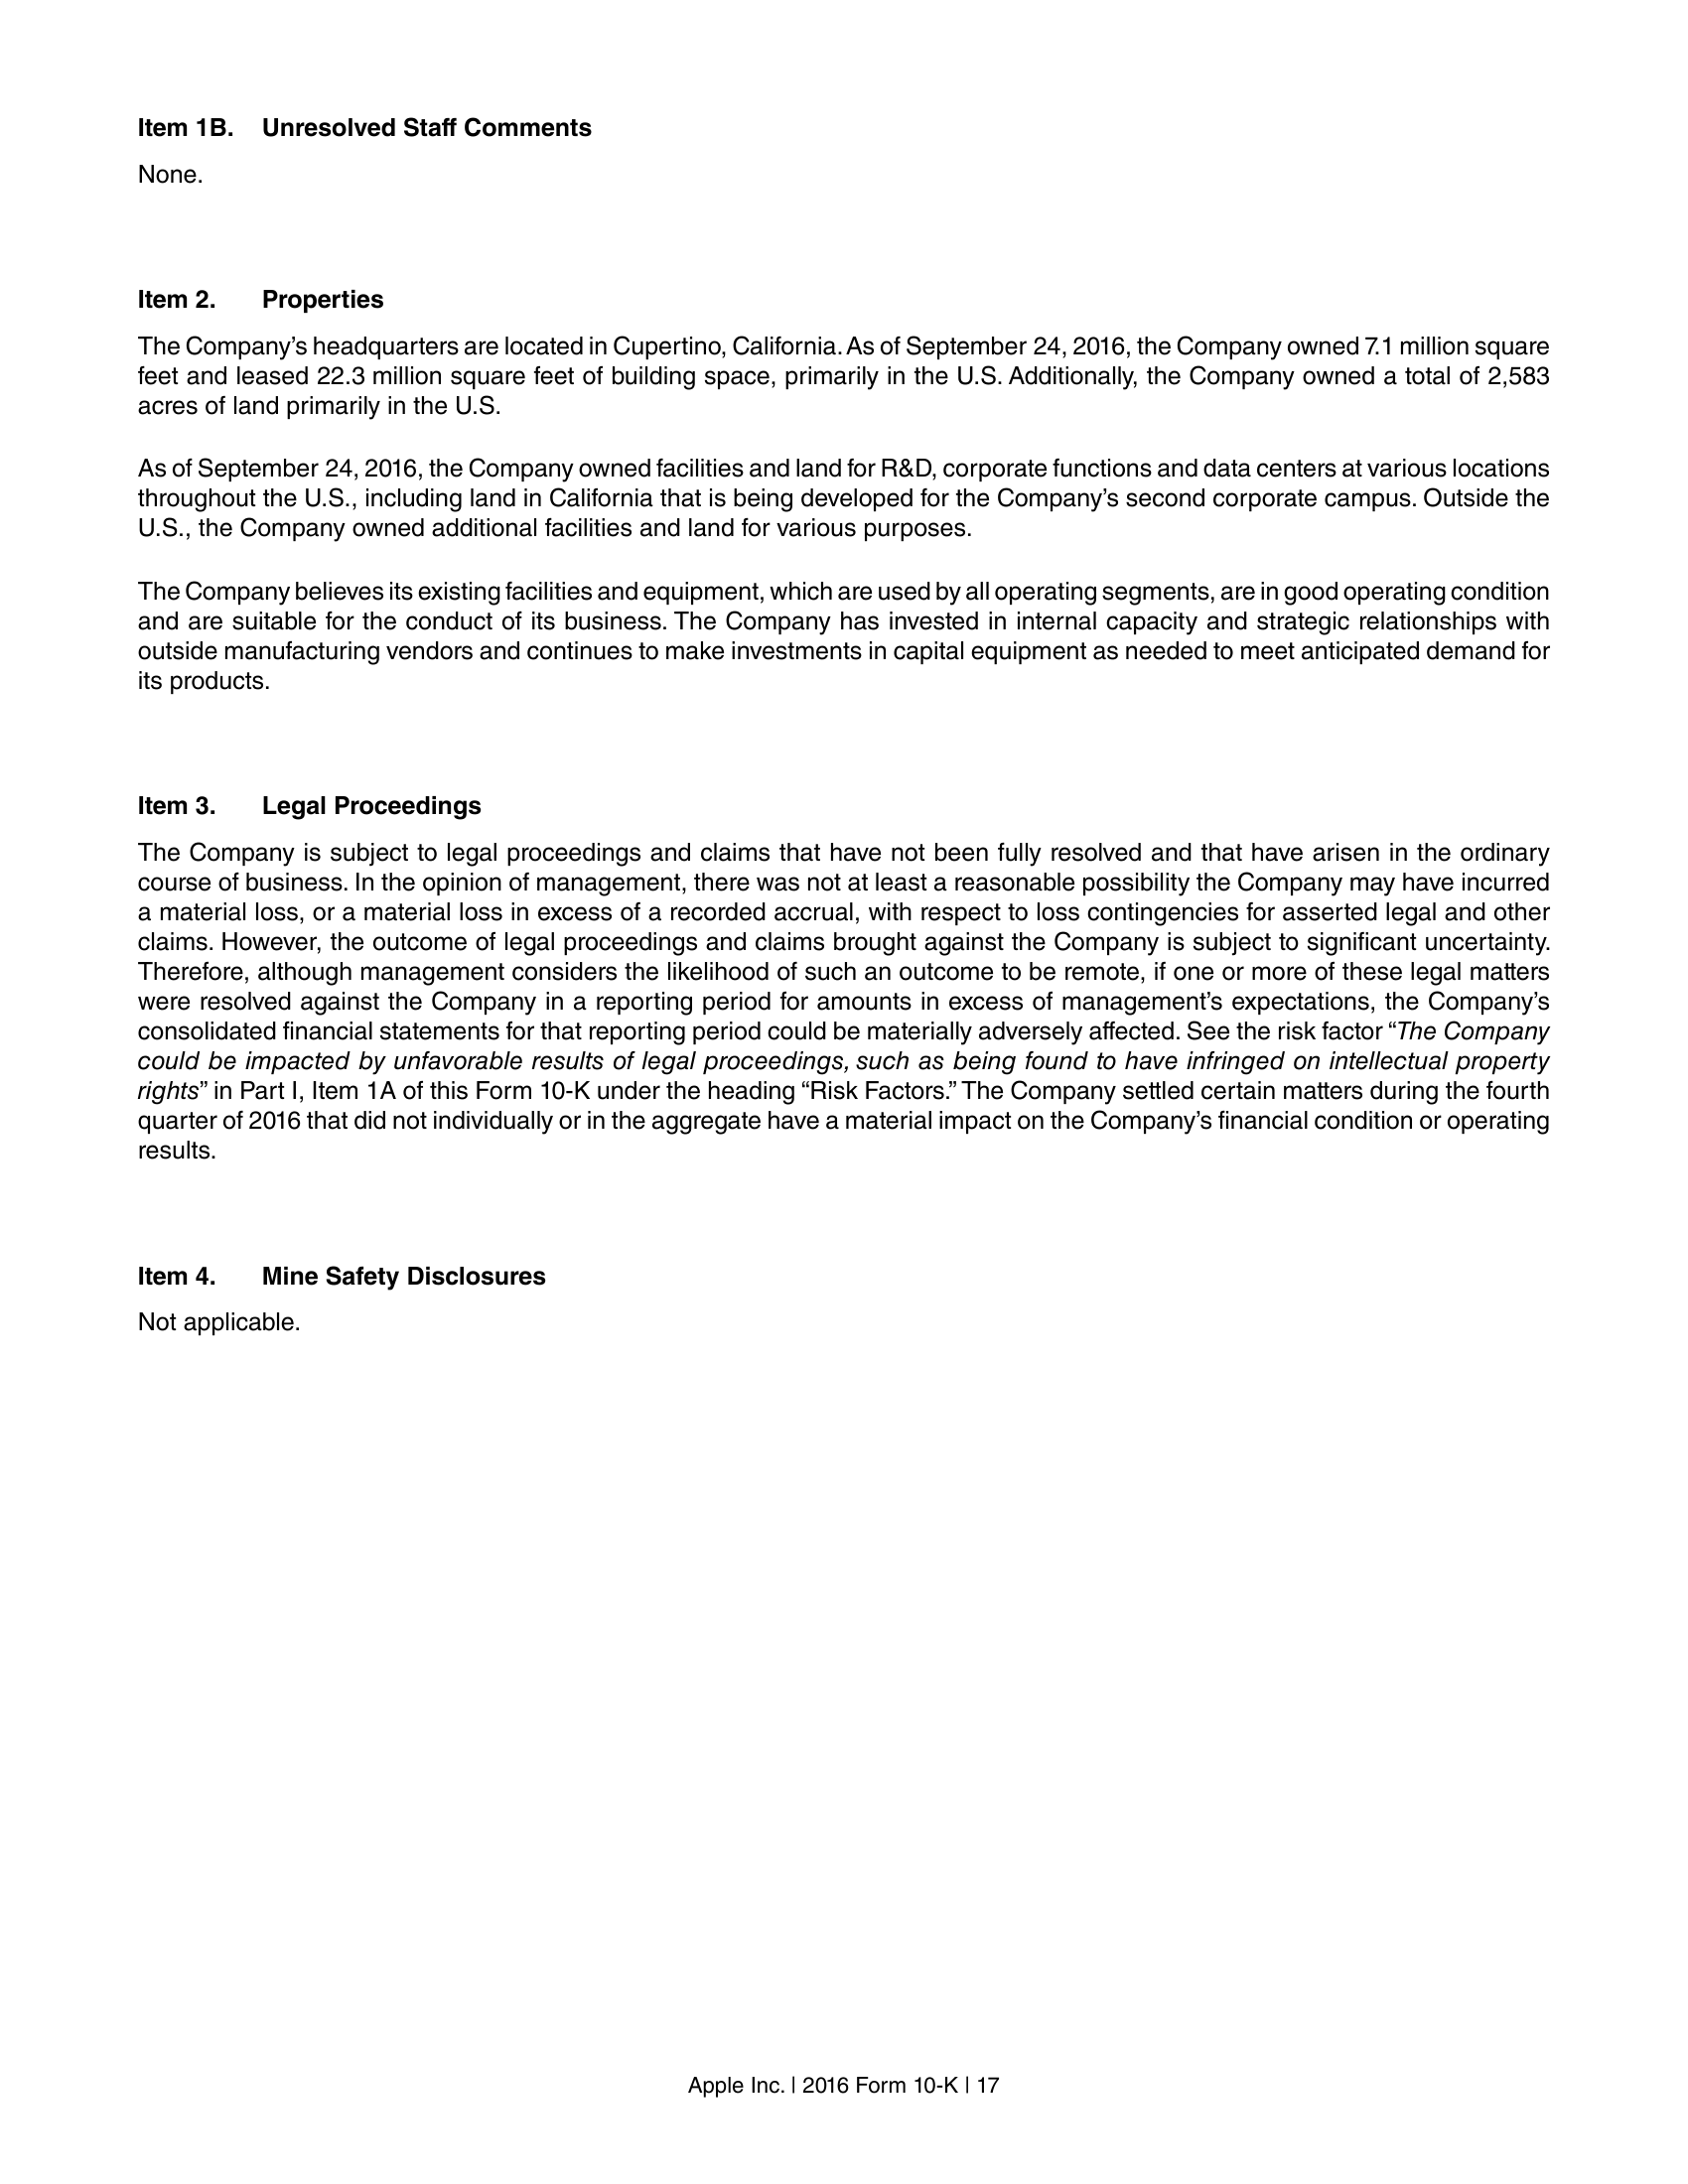 Item 1B. Unresolved Staff Comments
None.
Item 2. Properties
The Company’s headquarters are located in Cupertino, California. As of September 24, 2016, the Company owned 7.1 million square
feet and leased 22.3 million square feet of building space, primarily in the U.S. Additionally, the Company owned a total of 2,583
acres of land primarily in the U.S.
As of September 24, 2016, the Company owned facilities and land for R&D, corporate functions and data centers at various locations
throughout the U.S., including land in California that is being developed for the Company’s second corporate campus. Outside the
U.S., the Company owned additional facilities and land for various purposes.
The Company believes its existing facilities and equipment, which are used by all operating segments, are in good operating condition
and are suitable for the conduct of its business. The Company has invested in internal capacity and strategic relationships with
outside manufacturing vendors and continues to make investments in capital equipment as needed to meet anticipated demand for
its products.
Item 3. Legal Proceedings
The Company is subject to legal proceedings and claims that have not been fully resolved and that have arisen in the ordinary
course of business. In the opinion of management, there was not at least a reasonable possibility the Company may have incurred
a material loss, or a material loss in excess of a recorded accrual, with respect to loss contingencies for asserted legal and other
claims. However, the outcome of legal proceedings and claims brought against the Company is subject to significant uncertainty.
Therefore, although management considers the likelihood of such an outcome to be remote, if one or more of these legal matters
were resolved against the Company in a reporting period for amounts in excess of management’s expectations, the Company’s
consolidated financial statements for that reporting period could be materially adversely affected. See the risk factor “The Company
could be impacted by unfavorable results of legal proceedings, such as being found to have infringed on intellectual property
rights” in Part I, Item 1A of this Form 10-K under the heading “Risk Factors.” The Company settled certain matters during the fourth
quarter of 2016 that did not individually or in the aggregate have a material impact on the Company’s financial condition or operating
results.
Item 4. Mine Safety Disclosures
Not applicable.
Apple Inc. | 2016 Form 10-K | 17